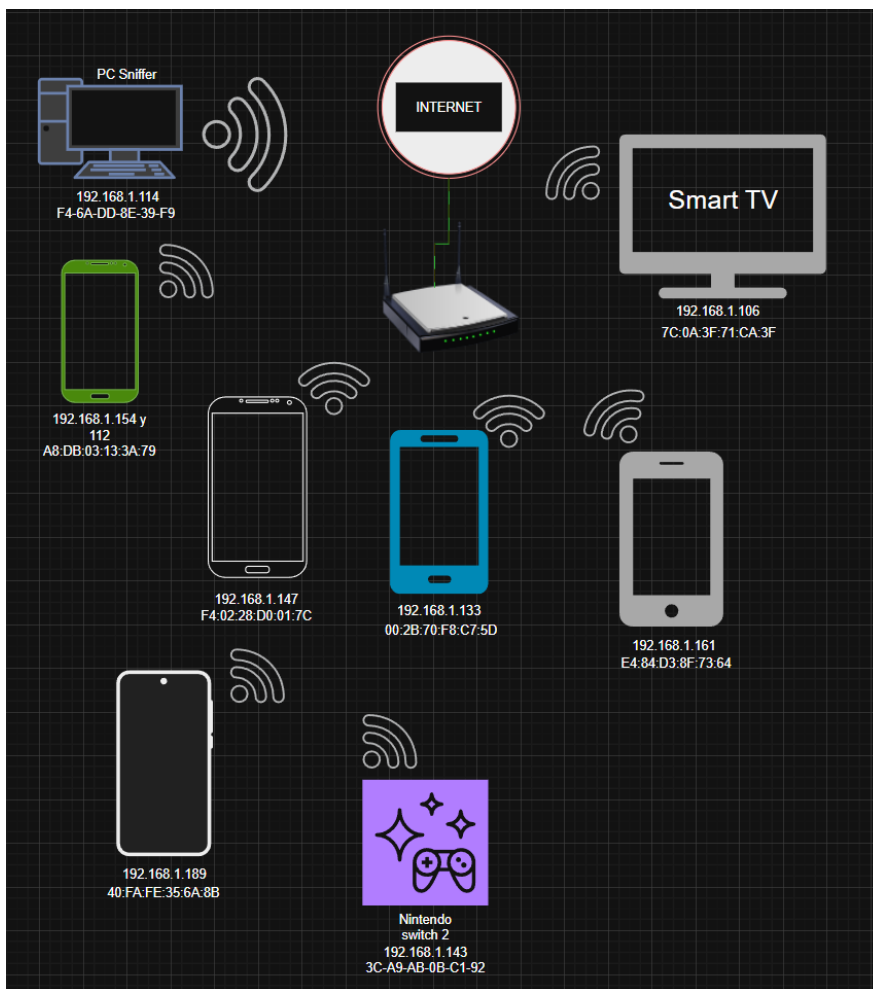 PC Sniffer
INTERNET
192.168.1.114
F4-6A-DD-8E-39-F9
Smart TV
192.168.1.106
7C:0A:3F:71:CA:3F
192.168.1.154 y
112
A8:DB:03:13:3A:79
192.168.1.147
F4:02:28:D0:01:7C
192.168.1.133
00:2B:70:F8:C7:5D
192.168.1.161
E4:84:D3:8F:73:64
192.168.1.189
40:FA:FE:35:6A:8B
Nintendo
switch 2
192.168.1.143
3C-A9-AB-0B-C1-92